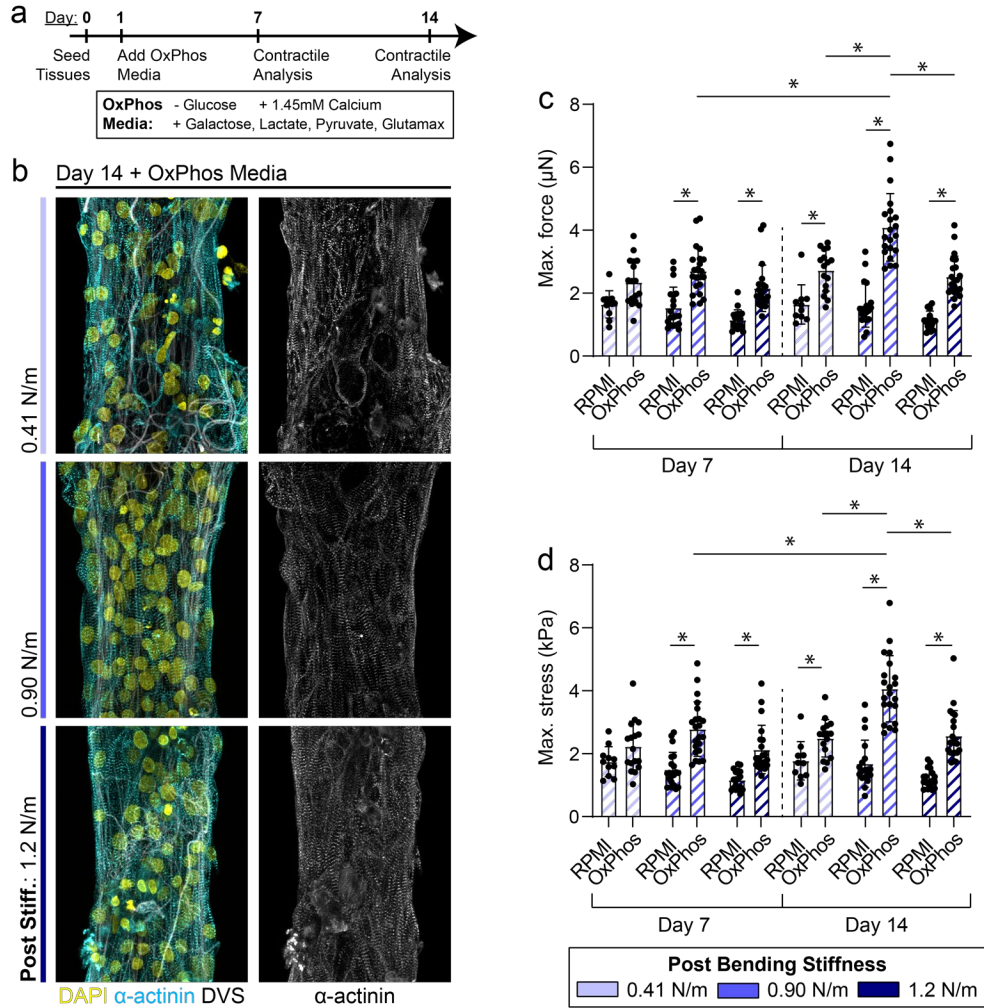 a
Day: 0 1 7 14
Seed Tissues
Add OxPhos Media
Contractile Analysis
Contractile Analysis
OxPhos Media:
- Glucose + 1.45mM Calcium
+ Galactose, Lactate, Pyruvate, Glutamax
b
Day 14 + OxPhos Media
0.41 N/m
0.90 N/m
Post Stiff.: 1.2 N/m
DAPI α-actinin DVS
α-actinin
c
Max. force (µN)
8
6
4
2
0
* * * * * * * *
RPMI OxPhos RPMI OxPhos RPMI OxPhos RPMI OxPhos RPMI OxPhos RPMI OxPhos
Day 7 Day 14
d
Max. stress (kPa)
8
6
4
2
0
* * * * * * * *
RPMI OxPhos RPMI OxPhos RPMI OxPhos RPMI OxPhos RPMI OxPhos RPMI OxPhos
Day 7 Day 14
Post Bending Stiffness
0.41 N/m 0.90 N/m 1.2 N/m